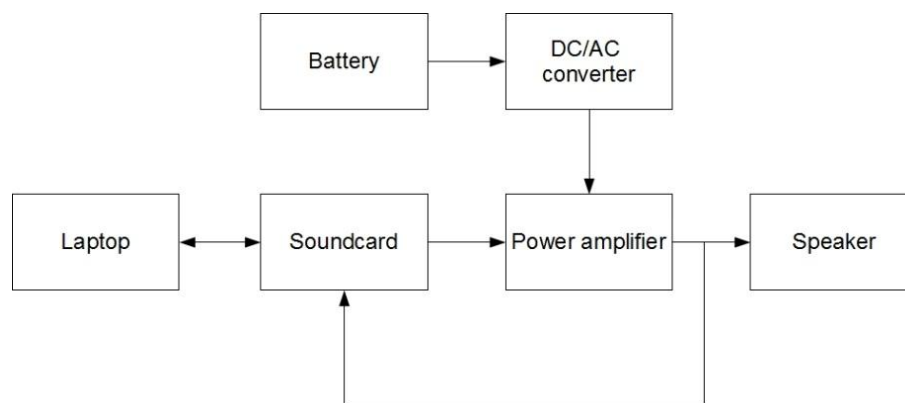 Battery
DC/AC
converter
Laptop
Soundcard
Power amplifier
Speaker